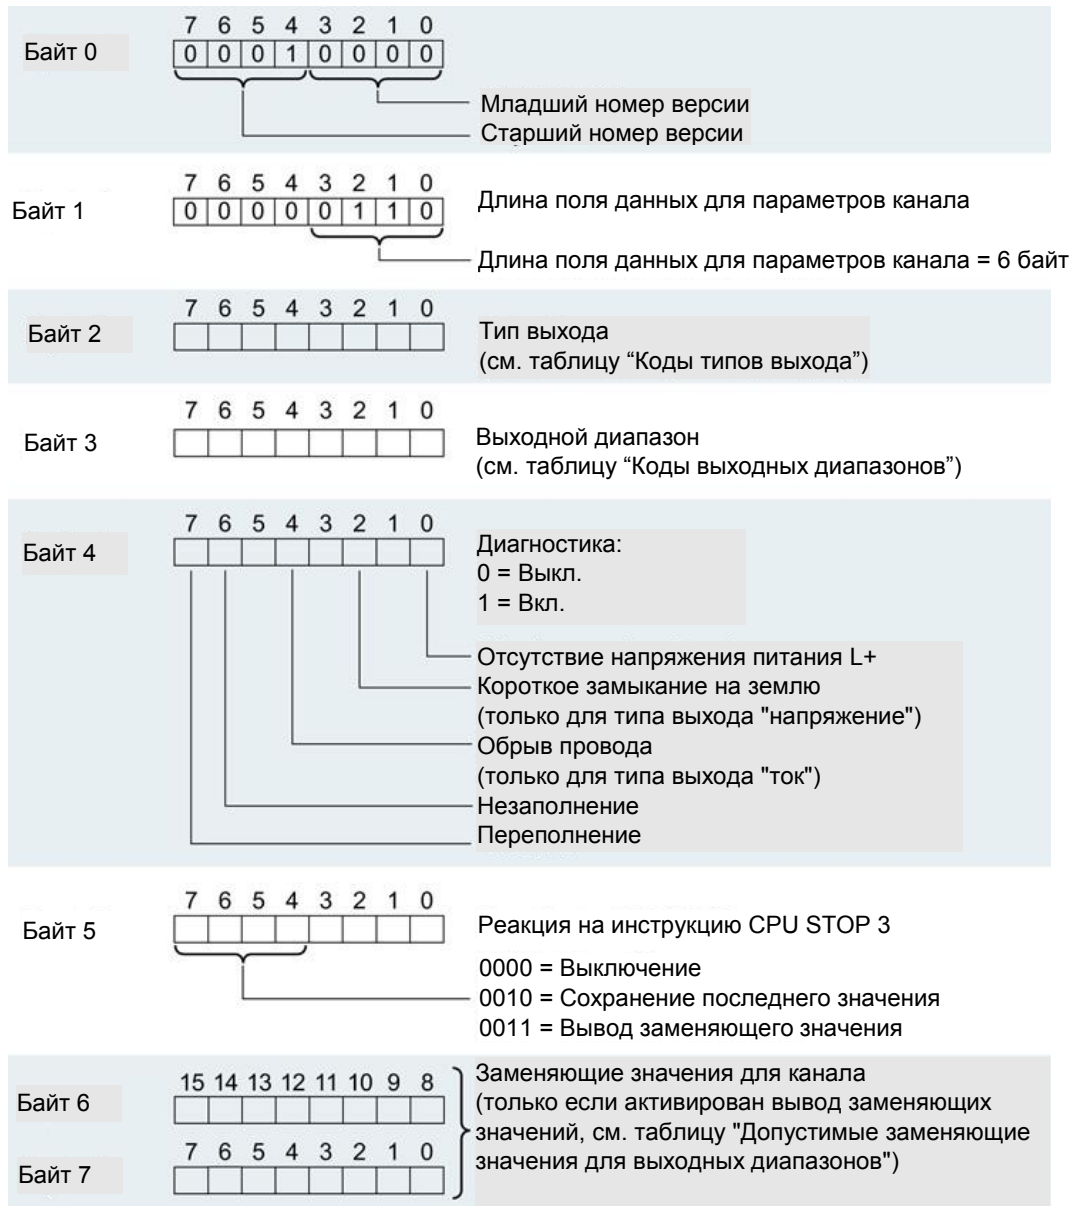 7 6 5 4 3 2 1 0
Байт 0
0 0 0 1 0 0 0 0
Младший номер версии
Старший номер версии
7 6 5 4 3 2 1 0
Байт 1
0 0 0 0 0 1 1 0
Длина поля данных для параметров канала
Длина поля данных для параметров канала = 6 байт
7 6 5 4 3 2 1 0
Байт 2
Тип выхода
(см. таблицу “Коды типов выхода”)
7 6 5 4 3 2 1 0
Байт 3
Выходной диапазон
(см. таблицу “Коды выходных диапазонов”)
7 6 5 4 3 2 1 0
Байт 4
Диагностика:
0 = Выкл.
1 = Вкл.
Отсутствие напряжения питания L+
Короткое замыкание на землю
(только для типа выхода "напряжение")
Обрыв провода
(только для типа выхода "ток")
Незаполнение
Переполнение
7 6 5 4 3 2 1 0
Байт 5
Реакция на инструкцию CPU STOP 3
0000 = Выключение
0010 = Сохранение последнего значения
0011 = Вывод заменяющего значения
15 14 13 12 11 10 9 8
Байт 6
7 6 5 4 3 2 1 0
Байт 7
Заменяющие значения для канала
(только если активирован вывод заменяющих
значений, см. таблицу "Допустимые заменяющие
значения для выходных диапазонов")